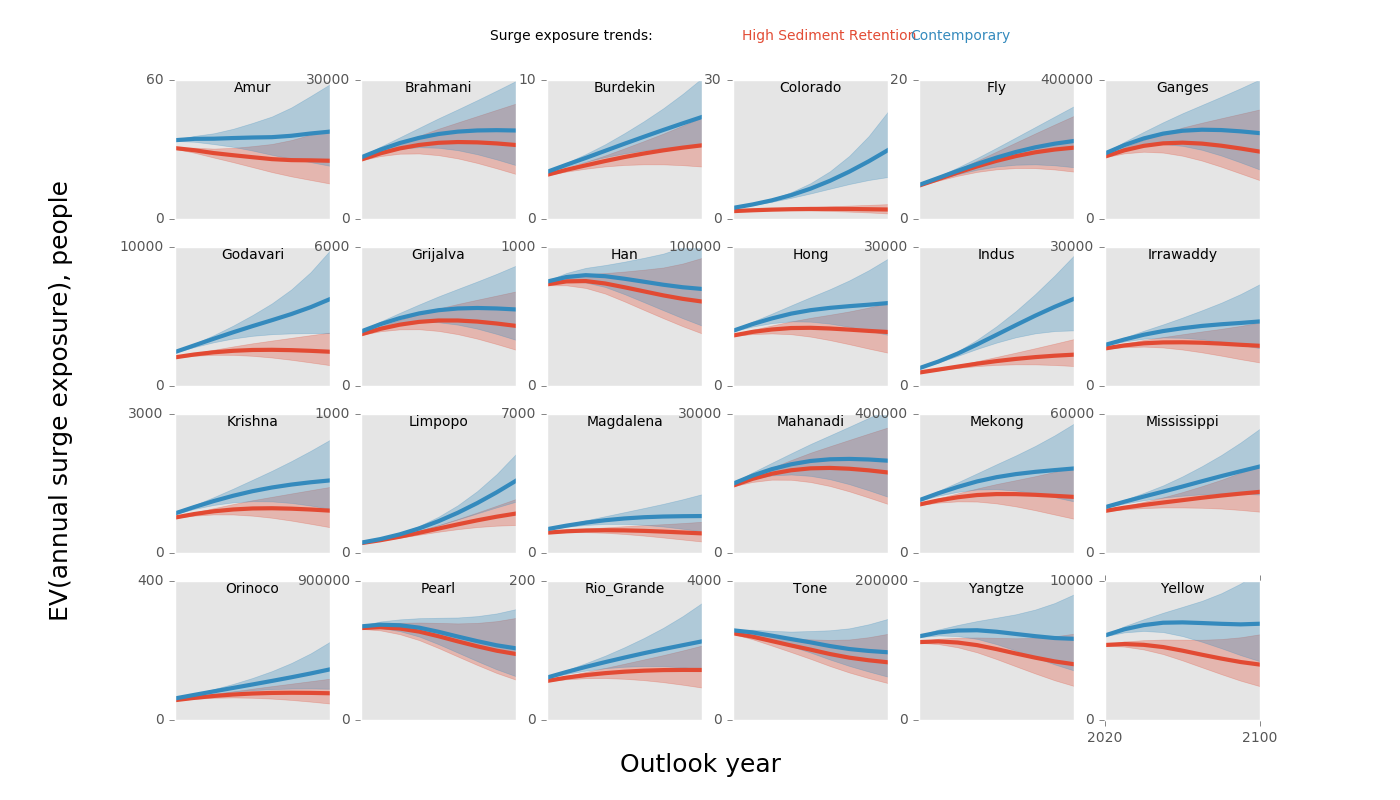 Surge exposure trends: High Sediment Retention Contemporary
60 30000 10 30 20 400000
Amur Brahmani Burdekin Colorado Fly Ganges
0 0 0 0 0 0
10000 6000 1000 100000 30000 30000
Godavari Grijalva Han Hong Indus Irrawaddy
0 0 0 0 0 0
3000 1000 7000 30000 400000 60000
Krishna Limpopo Magdalena Mahanadi Mekong Mississippi
0 0 0 0 0 0
400 900000 200 4000 200000 10000
Orinoco Pearl Rio_Grande Tone Yangtze Yellow
0 0 0 0 0 0
2020 2100
EV(annual surge exposure), people
Outlook year